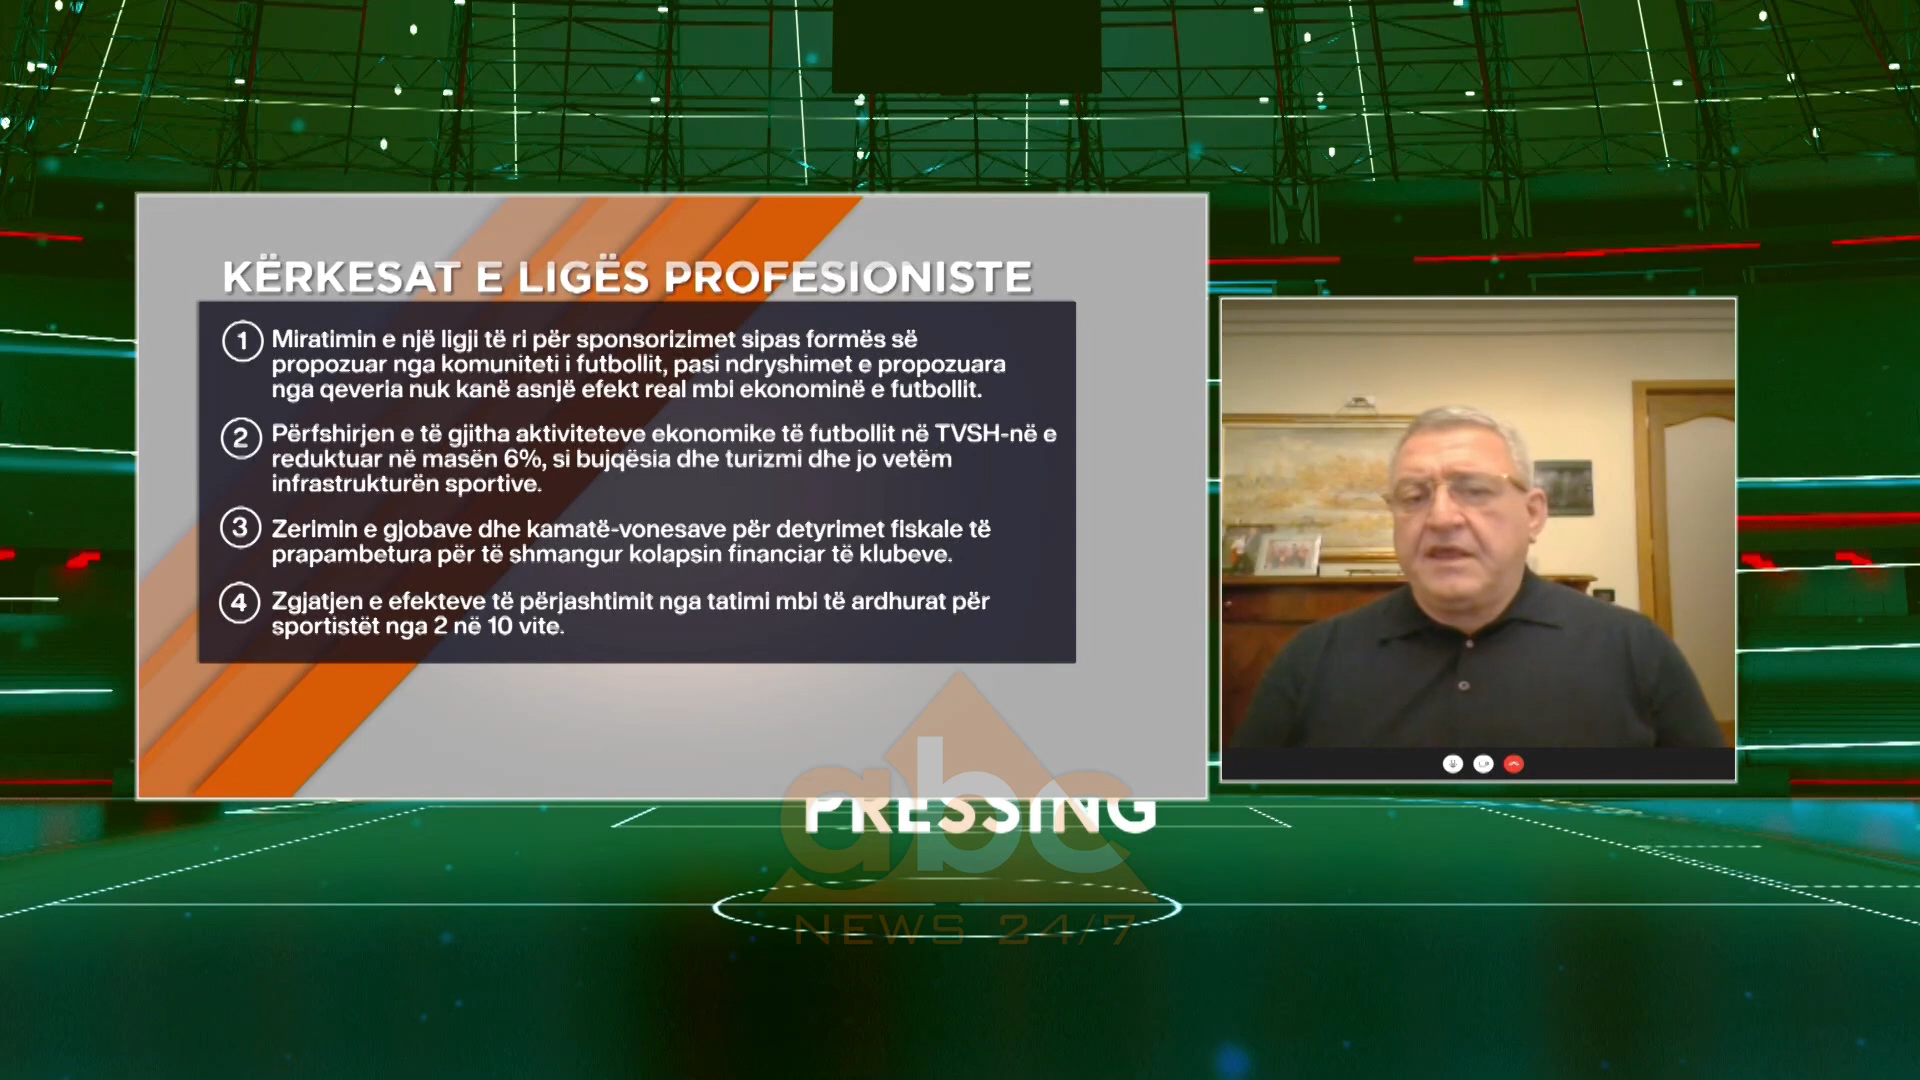 KËRKESAT E LIGËS PROFESIONISTE
1 Miratimin e një ligji të ri për sponsorizimet sipas formës së
propozuar nga komuniteti i futbollit, pasi ndryshimet e propozuara
nga qeveria nuk kanë asnjë efekt real mbi ekonominë e futbollit.
2 Përfshirjen e të gjitha aktiviteteve ekonomike të futbollit në TVSH-në e
reduktuar në masën 6%, si bujqësia dhe turizmi dhe jo vetëm
infrastrukturën sportive.
3 Zerimin e gjobave dhe kamatë-vonesave për detyrimet fiskale të
prapambetura për të shmangur kolapsin financiar të klubeve.
4 Zgjatjen e efekteve të përjashtimit nga tatimi mbi të ardhurat për
sportistët nga 2 në 10 vite.
PRESSING
abc
NEWS 24/7